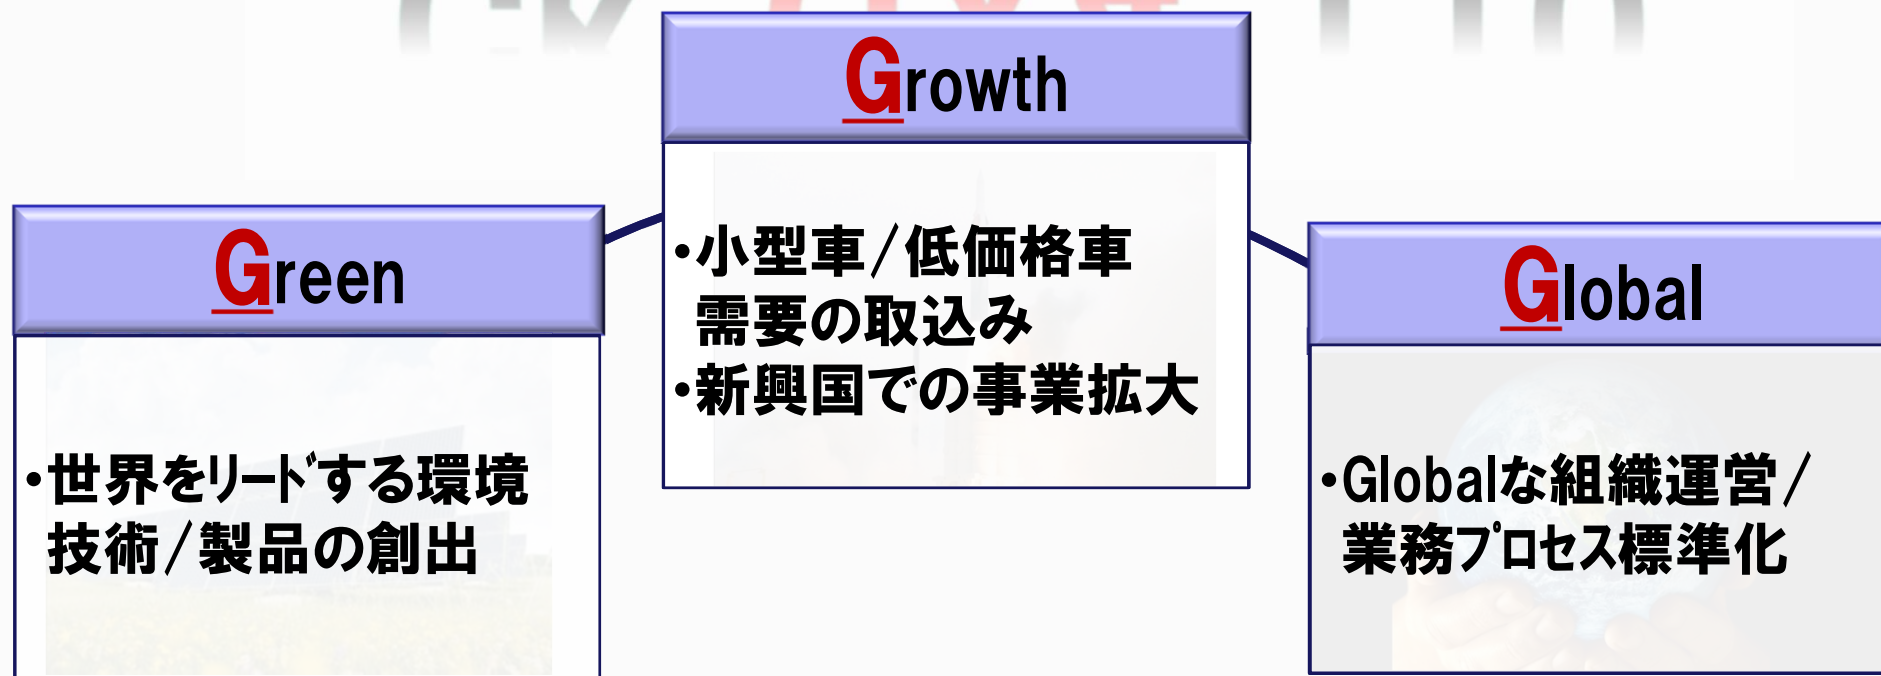 Growth
・小型車/低価格車
需要の取込み
・新興国での事業拡大
Green
・世界をリードする環境
技術/製品の創出
Global
・Globalな組織運営/
業務プロセス標準化